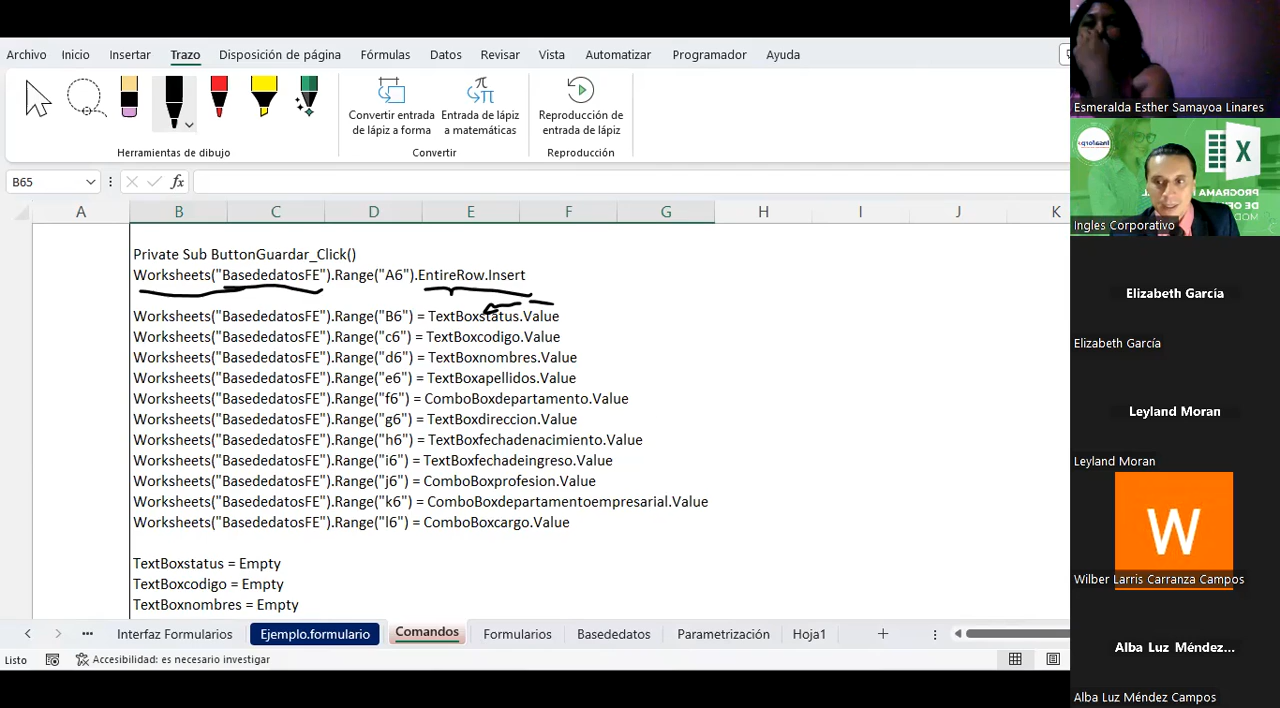 Archivo Inicio Insertar Trazo Disposición de página Fórmulas Datos Revisar Vista Automatizar Programador Ayuda
Convertir entrada de lápiz a forma
Entrada de lápiz a matemáticas
Reproducción de entrada de lápiz
Herramientas de dibujo Convertir Reproducción
B65 fx
A B C D E F G H I J K
Private Sub ButtonGuardar_Click()
Worksheets("BasededatosFE").Range("A6").EntireRow.Insert
Worksheets("BasededatosFE").Range("B6") = TextBoxstatus.Value
Worksheets("BasededatosFE").Range("c6") = TextBoxcodigo.Value
Worksheets("BasededatosFE").Range("d6") = TextBoxnombres.Value
Worksheets("BasededatosFE").Range("e6") = TextBoxapellidos.Value
Worksheets("BasededatosFE").Range("f6") = ComboBoxdepartamento.Value
Worksheets("BasededatosFE").Range("g6") = TextBoxdireccion.Value
Worksheets("BasededatosFE").Range("h6") = TextBoxfechadenacimiento.Value
Worksheets("BasededatosFE").Range("i6") = TextBoxfechadeingreso.Value
Worksheets("BasededatosFE").Range("j6") = ComboBoxprofesion.Value
Worksheets("BasededatosFE").Range("k6") = ComboBoxdepartamentoempresarial.Value
Worksheets("BasededatosFE").Range("l6") = ComboBoxcargo.Value
TextBoxstatus = Empty
TextBoxcodigo = Empty
TextBoxnombres = Empty
... Interfaz Formularios Ejemplo.formulario Comandos Formularios Basededatos Parametrización Hoja1
Listo Accesibilidad: es necesario investigar
Esmeralda Esther Samayoa Linares
Ingles Corporativo
Elizabeth García
Elizabeth García
Leyland Moran
Leyland Moran
W
Wilber Larris Carranza Campos
Alba Luz Méndez...
Alba Luz Méndez Campos